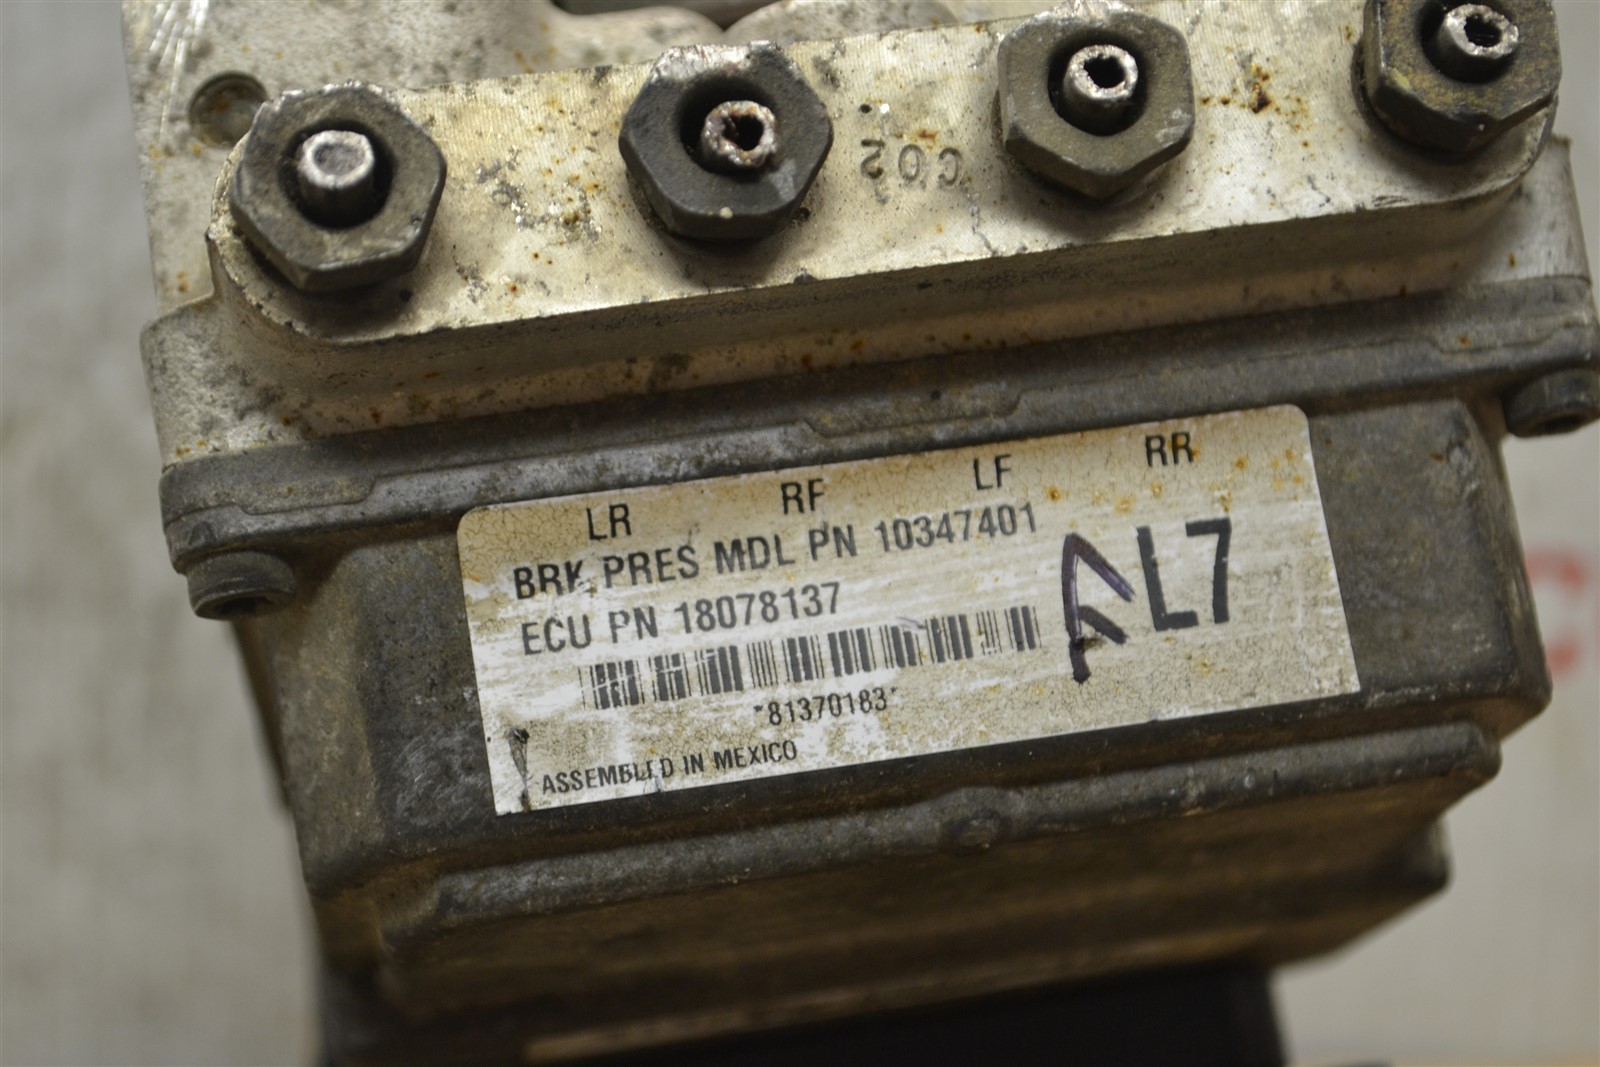 C02
LR RF LF RR
BRK PRES MDL PN 10347401
ECU PN 18078137
AL7
*81370183*
ASSEMBLED IN MEXICO